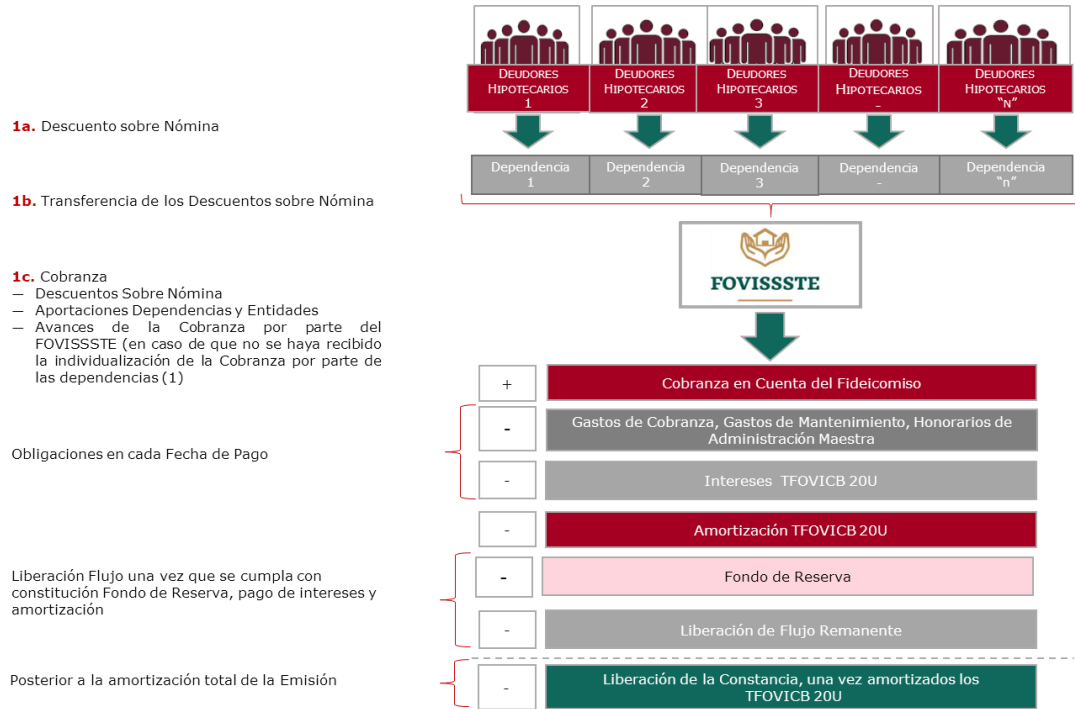 DEUDORES
HIPOTECARIOS
1
DEUDORES
HIPOTECARIOS
2
DEUDORES
HIPOTECARIOS
3
DEUDORES
HIPOTECARIOS
-
DEUDORES
HIPOTECARIOS
“N”
1a. Descuento sobre Nómina
Dependencia
1
Dependencia
2
Dependencia
3
Dependencia
-
Dependencia
“n”
1b. Transferencia de los Descuentos sobre Nómina
FOVISSSTE
1c. Cobranza
— Descuentos Sobre Nómina
— Aportaciones Dependencias y Entidades
— Avances de la Cobranza por parte del
FOVISSSTE (en caso de que no se haya recibido
la individualización de la Cobranza por parte de
las dependencias (1)
+
Cobranza en Cuenta del Fideicomiso
Obligaciones en cada Fecha de Pago
-
Gastos de Cobranza, Gastos de Mantenimiento, Honorarios de
Administración Maestra
-
Intereses TFOVICB 20U
-
Amortización TFOVICB 20U
Liberación Flujo una vez que se cumpla con
constitución Fondo de Reserva, pago de intereses y
amortización
-
Fondo de Reserva
-
Liberación de Flujo Remanente
Posterior a la amortización total de la Emisión
-
Liberación de la Constancia, una vez amortizados los
TFOVICB 20U